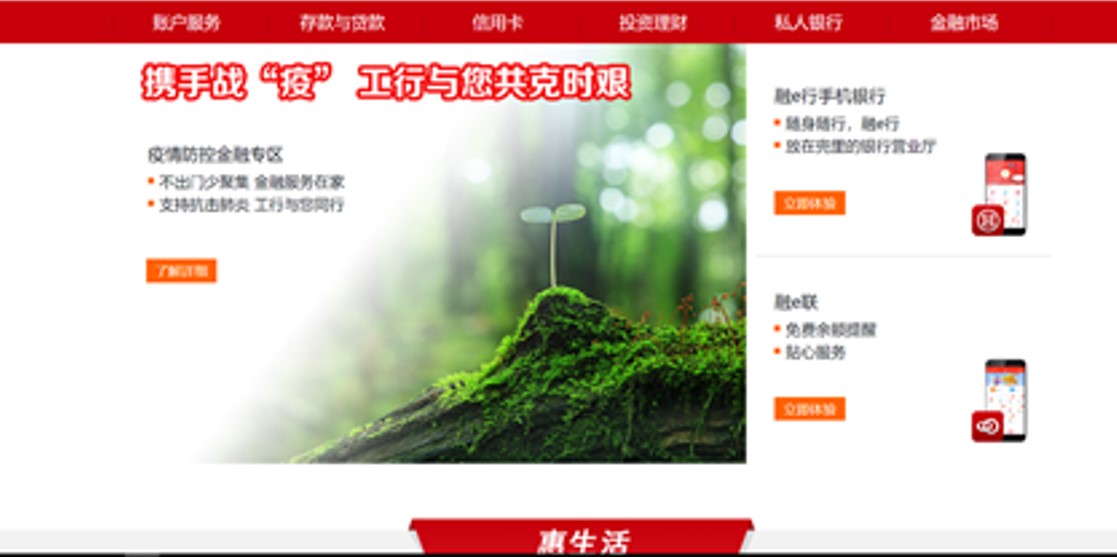 账户服务 存款与贷款 信用卡 投资理财 私人银行 金融市场
携手战“疫” 工行与您共克时艰
疫情防控金融专区
不出门少聚集 金融服务在家
支持抗击肺炎 工行与您同行
了解详细
融e行手机银行
随身随行，融e行
放在兜里的银行营业厅
立即体验
融e联
免费余额提醒
贴心服务
立即体验
惠生活